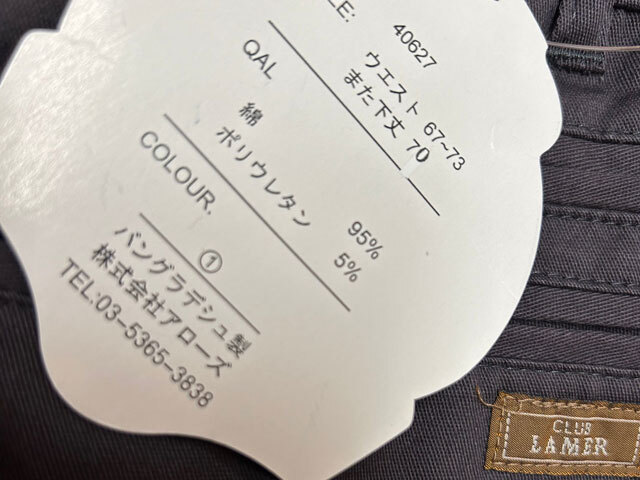 LE: 40627
ウエスト 67~73
また下丈 70
QAL
綿 95%
ポリウレタン 5%
COLOUR.
①
バングラデシュ製
株式会社アローズ
TEL:03-5365-3838
CLUB
LAMER